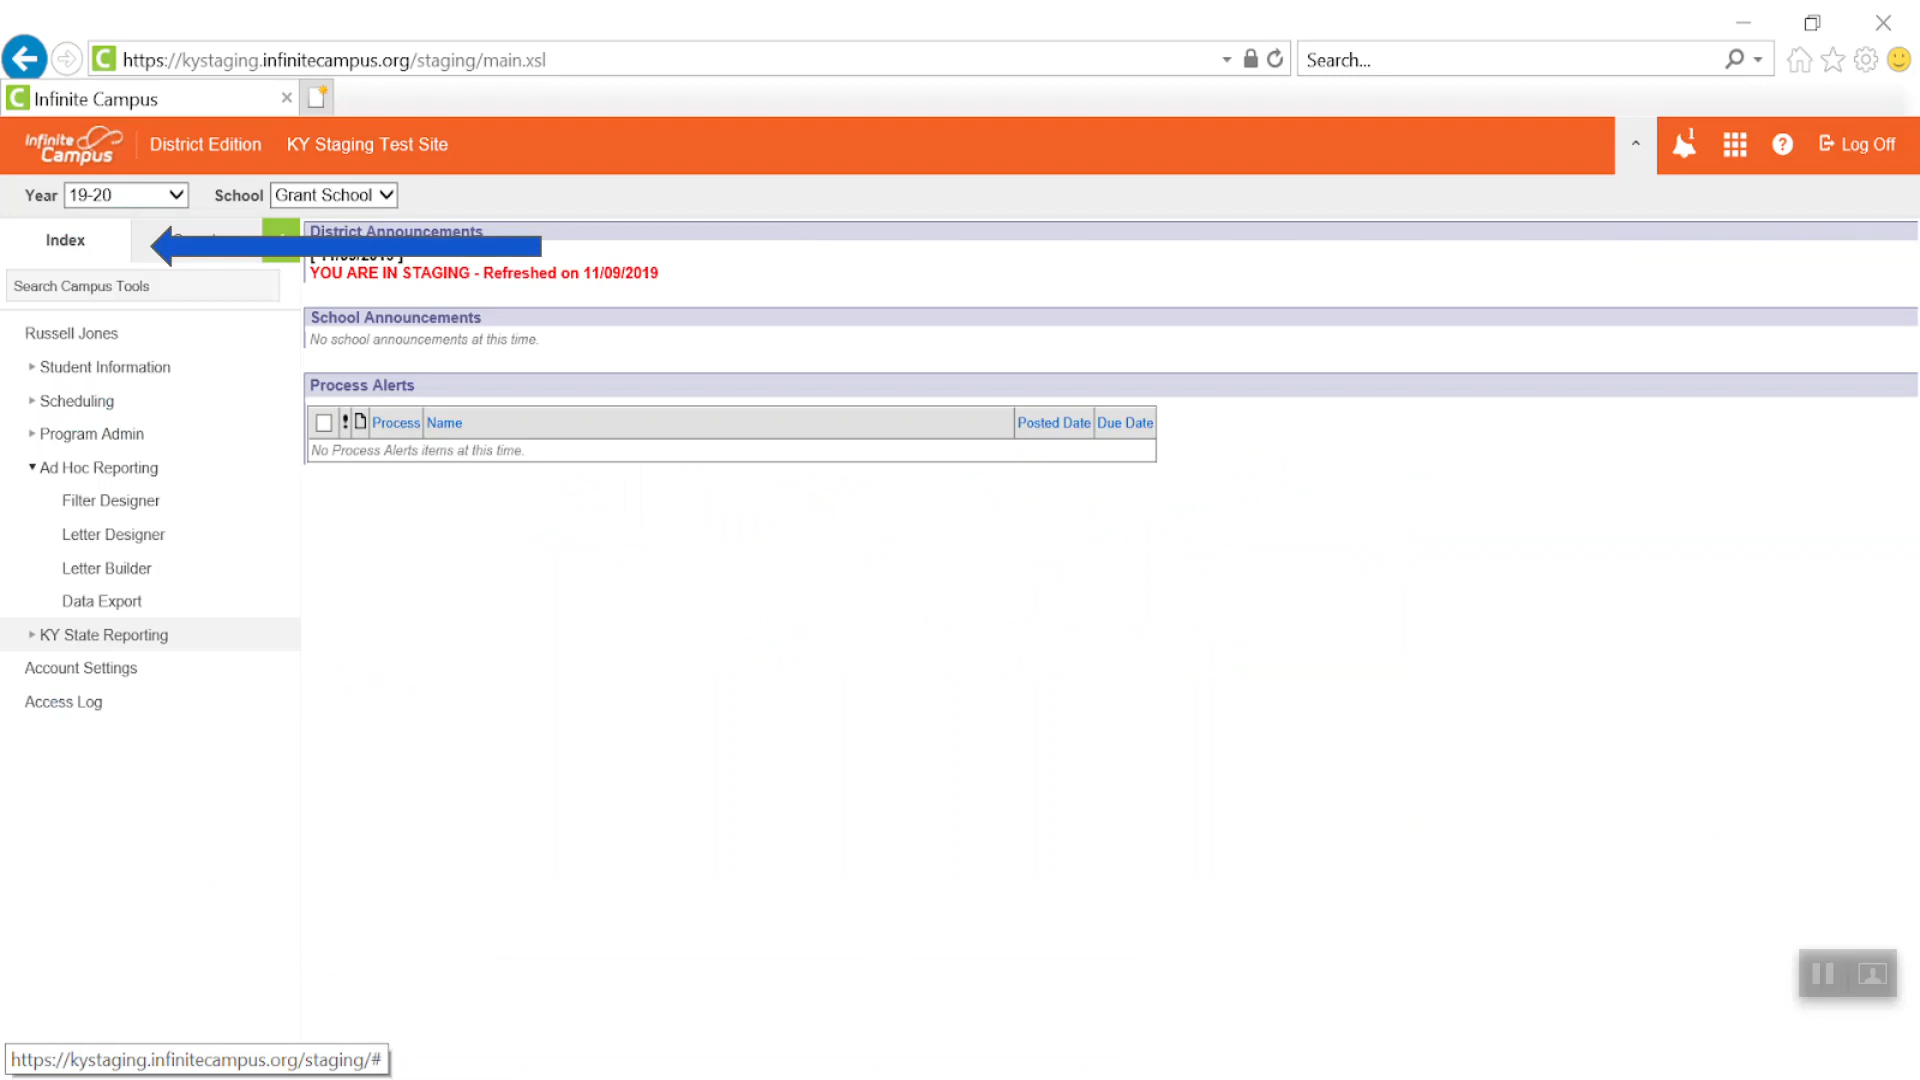 https://kystaging.infinitecampus.org/staging/main.xsl
Search...
Infinite Campus
Infinite Campus
District Edition
KY Staging Test Site
1
?
Log Off
Year 19-20 School Grant School
Index
District Announcements
[ 11/09/2019 ]
YOU ARE IN STAGING - Refreshed on 11/09/2019
Search Campus Tools
School Announcements
No school announcements at this time.
Russell Jones
Student Information
Scheduling
Program Admin
Ad Hoc Reporting
Filter Designer
Letter Designer
Letter Builder
Data Export
KY State Reporting
Account Settings
Access Log
Process Alerts
! Process Name Posted Date Due Date
No Process Alerts items at this time.
https://kystaging.infinitecampus.org/staging/#